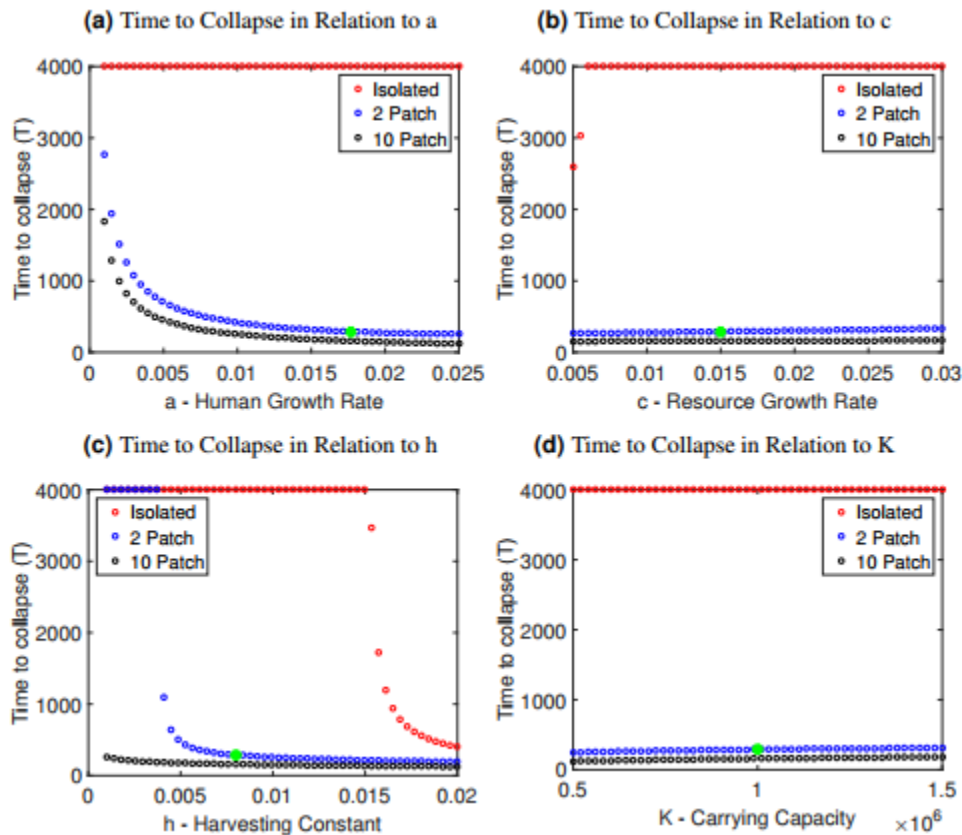 (a) Time to Collapse in Relation to a
4000
3000
2000
1000
0
Time to collapse (T)
Isolated
2 Patch
10 Patch
0 0.005 0.01 0.015 0.02 0.025
a - Human Growth Rate
(b) Time to Collapse in Relation to c
4000
3000
2000
1000
0
Time to collapse (T)
Isolated
2 Patch
10 Patch
0.005 0.01 0.015 0.02 0.025 0.03
c - Resource Growth Rate
(c) Time to Collapse in Relation to h
4000
3000
2000
1000
0
Time to collapse (T)
Isolated
2 Patch
10 Patch
0 0.005 0.01 0.015 0.02
h - Harvesting Constant
(d) Time to Collapse in Relation to K
4000
3000
2000
1000
0
Time to collapse (T)
Isolated
2 Patch
10 Patch
0.5 1 1.5
K - Carrying Capacity ×10⁶